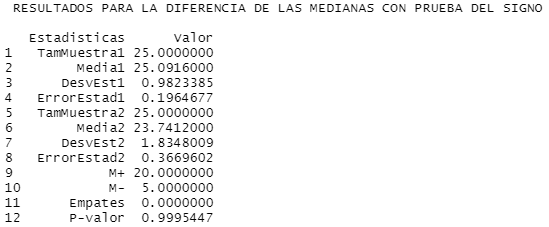 RESULTADOS PARA LA DIFERENCIA DE LAS MEDIANAS CON PRUEBA DEL SIGNO
Estadisticas Valor
1 TamMuestra1 25.0000000
2 Media1 25.0916000
3 DesvEst1 0.9823385
4 ErrorEstad1 0.1964677
5 TamMuestra2 25.0000000
6 Media2 23.7412000
7 DesvEst2 1.8348009
8 ErrorEstad2 0.3669602
9 M+ 20.0000000
10 M- 5.0000000
11 Empates 0.0000000
12 P-valor 0.9995447